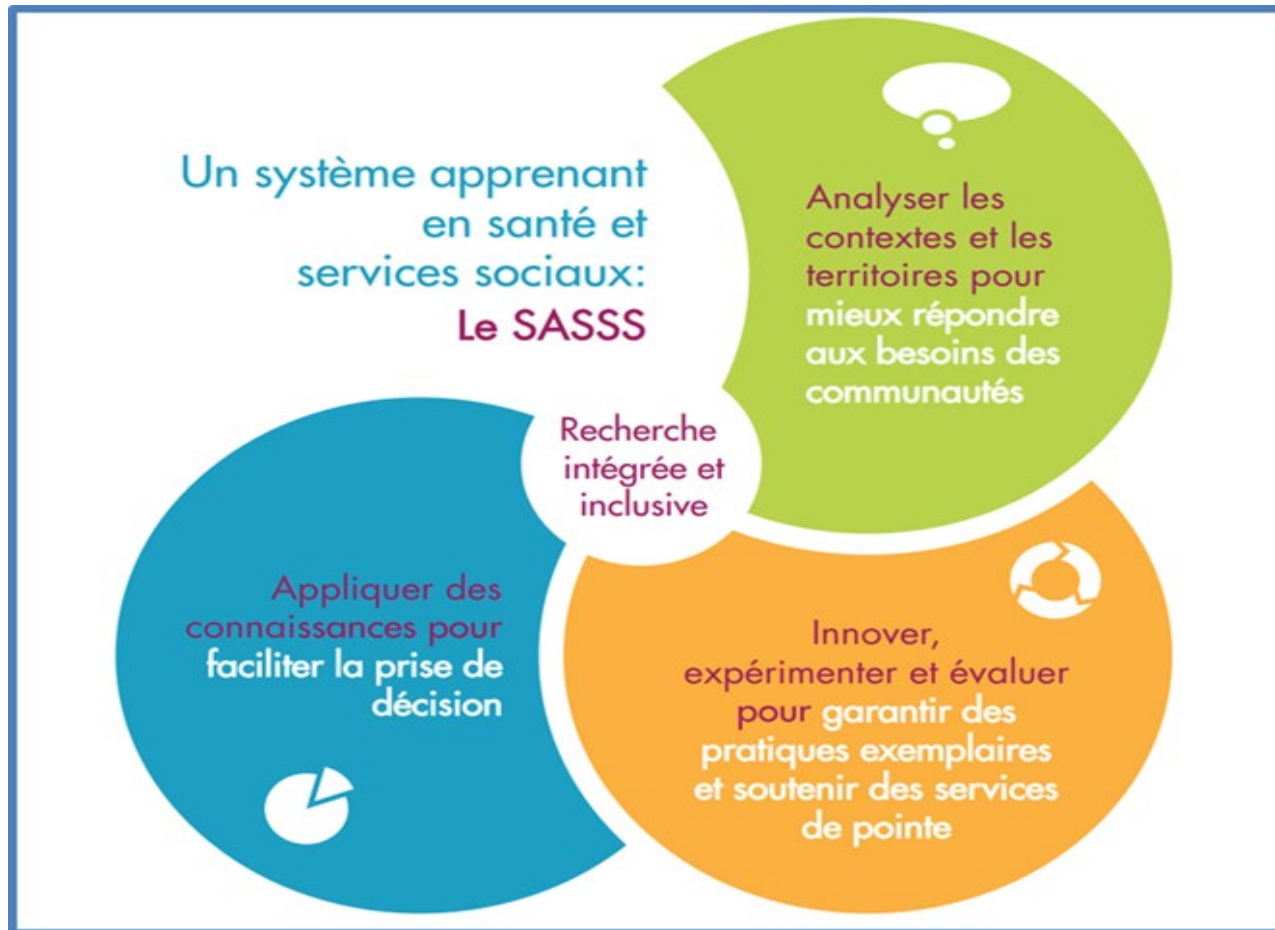 Un système apprenant
en santé et
services sociaux:
Le SASSS
Analyser les
contextes et les
territoires pour
mieux répondre
aux besoins des
communautés
Recherche
intégrée et
inclusive
Appliquer des
connaissances pour
faciliter la prise de
décision
Innover,
expérimenter et évaluer
pour garantir des
pratiques exemplaires
et soutenir des services
de pointe